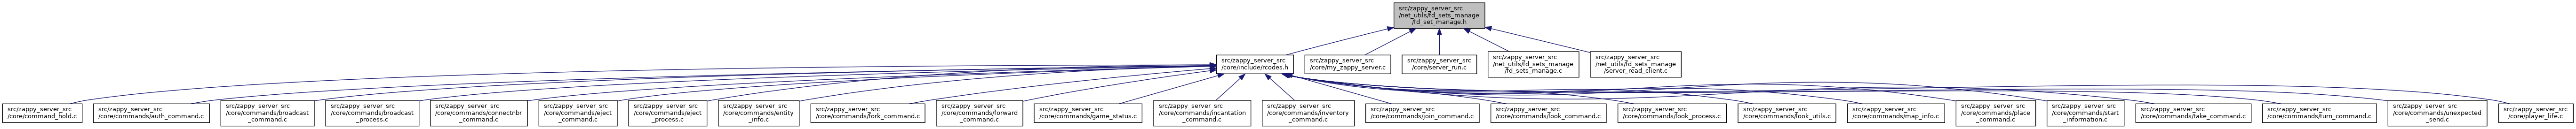 src/zappy_server_src
/net_utils/fd_sets_manage
/fd_set_manage.h
src/zappy_server_src
/core/include/rcodes.h
src/zappy_server_src
/core/my_zappy_server.c
src/zappy_server_src
/core/server_run.c
src/zappy_server_src
/net_utils/fd_sets_manage
/fd_sets_manage.c
src/zappy_server_src
/net_utils/fd_sets_manage
/server_read_client.c
src/zappy_server_src
/core/command_hold.c
src/zappy_server_src
/core/commands/auth_command.c
src/zappy_server_src
/core/commands/broadcast
_command.c
src/zappy_server_src
/core/commands/broadcast
_process.c
src/zappy_server_src
/core/commands/connectnbr
_command.c
src/zappy_server_src
/core/commands/eject
_command.c
src/zappy_server_src
/core/commands/eject
_process.c
src/zappy_server_src
/core/commands/entity
_info.c
src/zappy_server_src
/core/commands/fork_command.c
src/zappy_server_src
/core/commands/forward
_command.c
src/zappy_server_src
/core/commands/game_status.c
src/zappy_server_src
/core/commands/incantation
_command.c
src/zappy_server_src
/core/commands/inventory
_command.c
src/zappy_server_src
/core/commands/join_command.c
src/zappy_server_src
/core/commands/look_command.c
src/zappy_server_src
/core/commands/look_process.c
src/zappy_server_src
/core/commands/look_utils.c
src/zappy_server_src
/core/commands/map_info.c
src/zappy_server_src
/core/commands/place
_command.c
src/zappy_server_src
/core/commands/start
_information.c
src/zappy_server_src
/core/commands/take_command.c
src/zappy_server_src
/core/commands/turn_command.c
src/zappy_server_src
/core/commands/unexpected
_send.c
src/zappy_server_src
/core/player_life.c